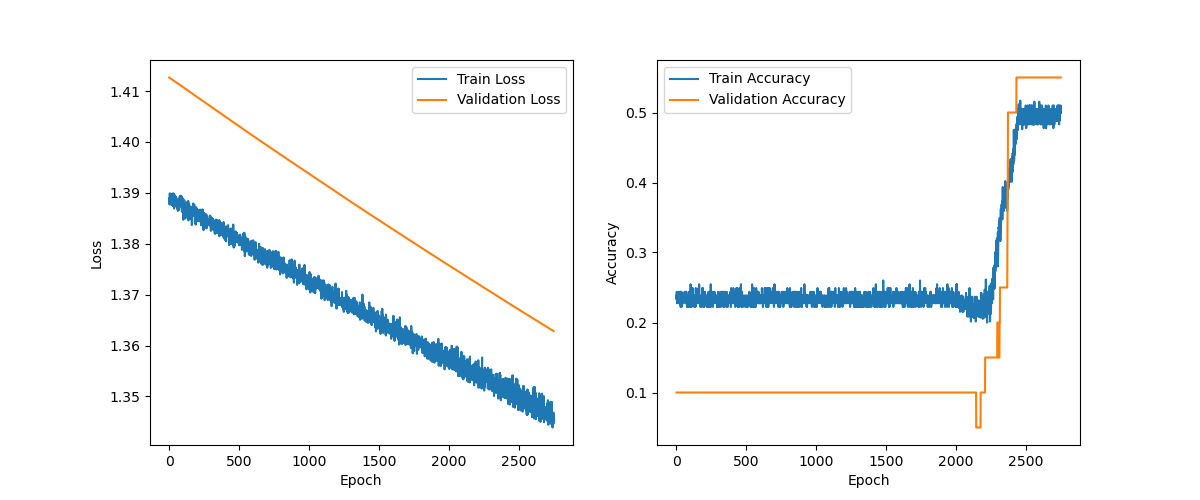 Train Loss
Validation Loss
1.41
1.40
1.39
1.38
1.37
1.36
1.35
Loss
0 500 1000 1500 2000 2500
Epoch
Train Accuracy
Validation Accuracy
0.5
0.4
0.3
0.2
0.1
Accuracy
0 500 1000 1500 2000 2500
Epoch